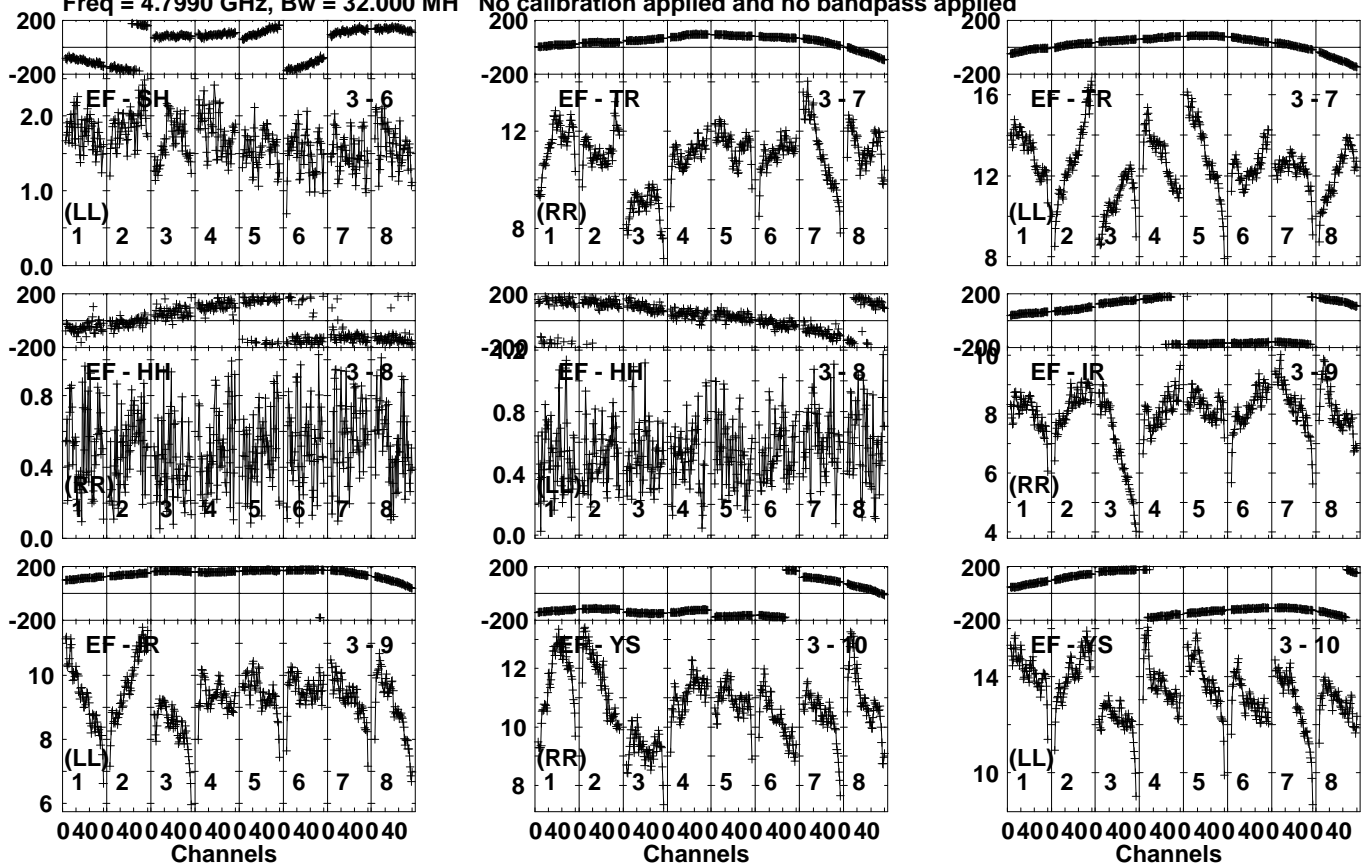 Freq = 4.7990 GHz, Bw = 32.000 MH No calibration applied and no bandpass applied
200
-200
EF - SH 3 - 6
2.0
1.0
(LL)
1 2 3 4 5 6 7 8
0.0
200
-200
EF - TR 3 - 7
12
(RR)
8
1 2 3 4 5 6 7 8
200
-200
16
EF - TR 3 - 7
12
(LL)
1 2 3 4 5 6 7 8
8
200
-200
EF - HH 3 - 8
0.8
0.4
(RR)
1 2 3 4 5 6 7 8
0.0
200
-200
1.2
EF - HH 3 - 8
0.8
0.4
(LL)
1 2 3 4 5 6 7 8
0.0
200
-200
10
EF - IR 3 - 9
8
6
(RR)
1 2 3 4 5 6 7 8
4
200
-200
EF - IR 3 - 9
10
8
(LL)
1 2 3 4 5 6 7 8
6
0 40 0 40 0 40 0 40 0 40 0 40 0 40 0 40
Channels
200
-200
EF - YS 3 - 10
12
10
(RR)
8
1 2 3 4 5 6 7 8
0 40 0 40 0 40 0 40 0 40 0 40 0 40 0 40
Channels
200
-200
EF - YS 3 - 10
14
(LL)
10
1 2 3 4 5 6 7 8
0 40 0 40 0 40 0 40 0 40 0 40 0 40 0 40
Channels